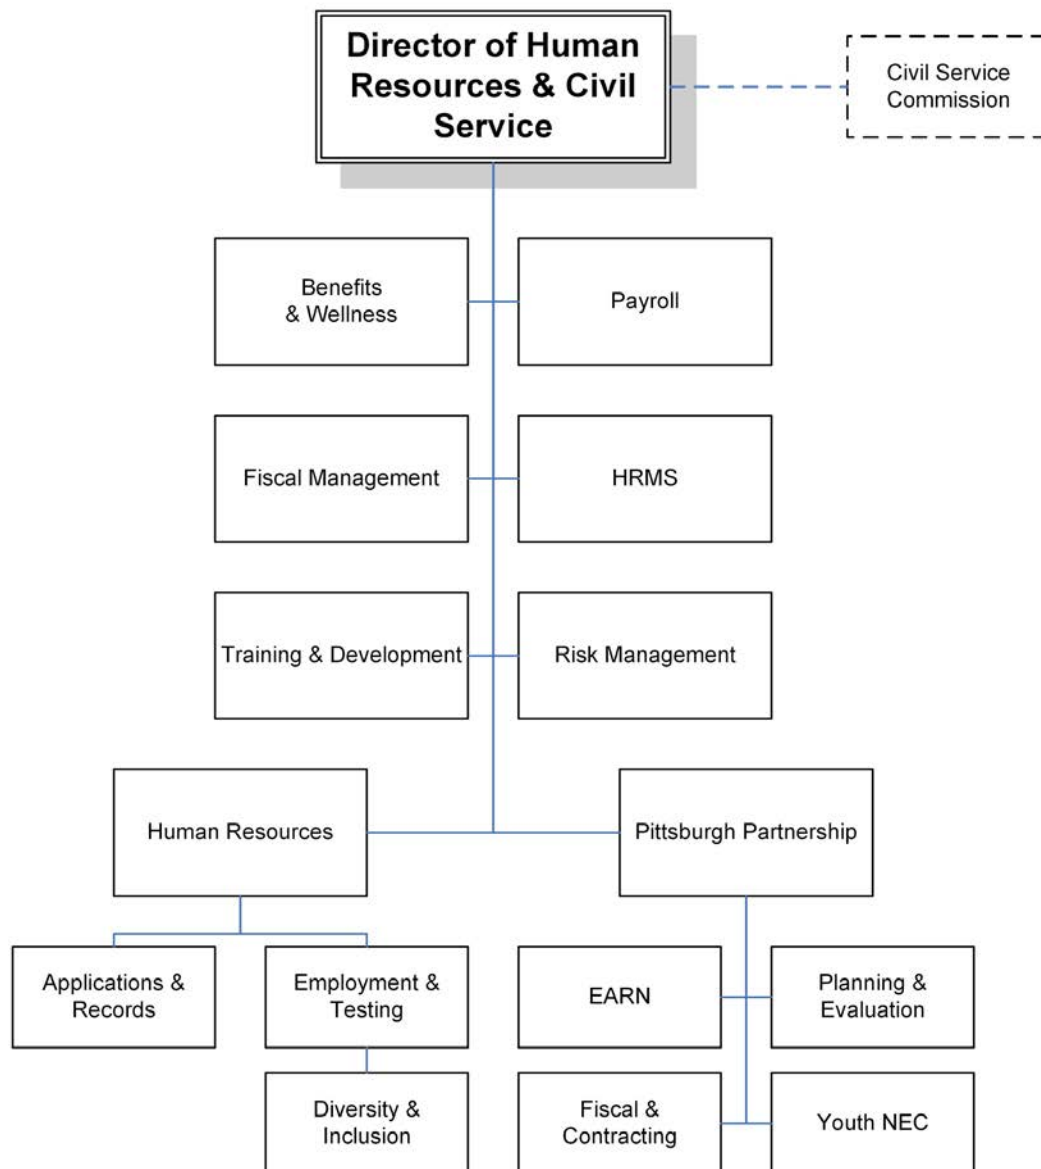 Director of Human
Resources & Civil
Service
Civil Service
Commission
Benefits
& Wellness
Payroll
Fiscal Management
HRMS
Training & Development
Risk Management
Human Resources
Pittsburgh Partnership
Applications &
Records
Employment &
Testing
EARN
Planning &
Evaluation
Diversity &
Inclusion
Fiscal &
Contracting
Youth NEC